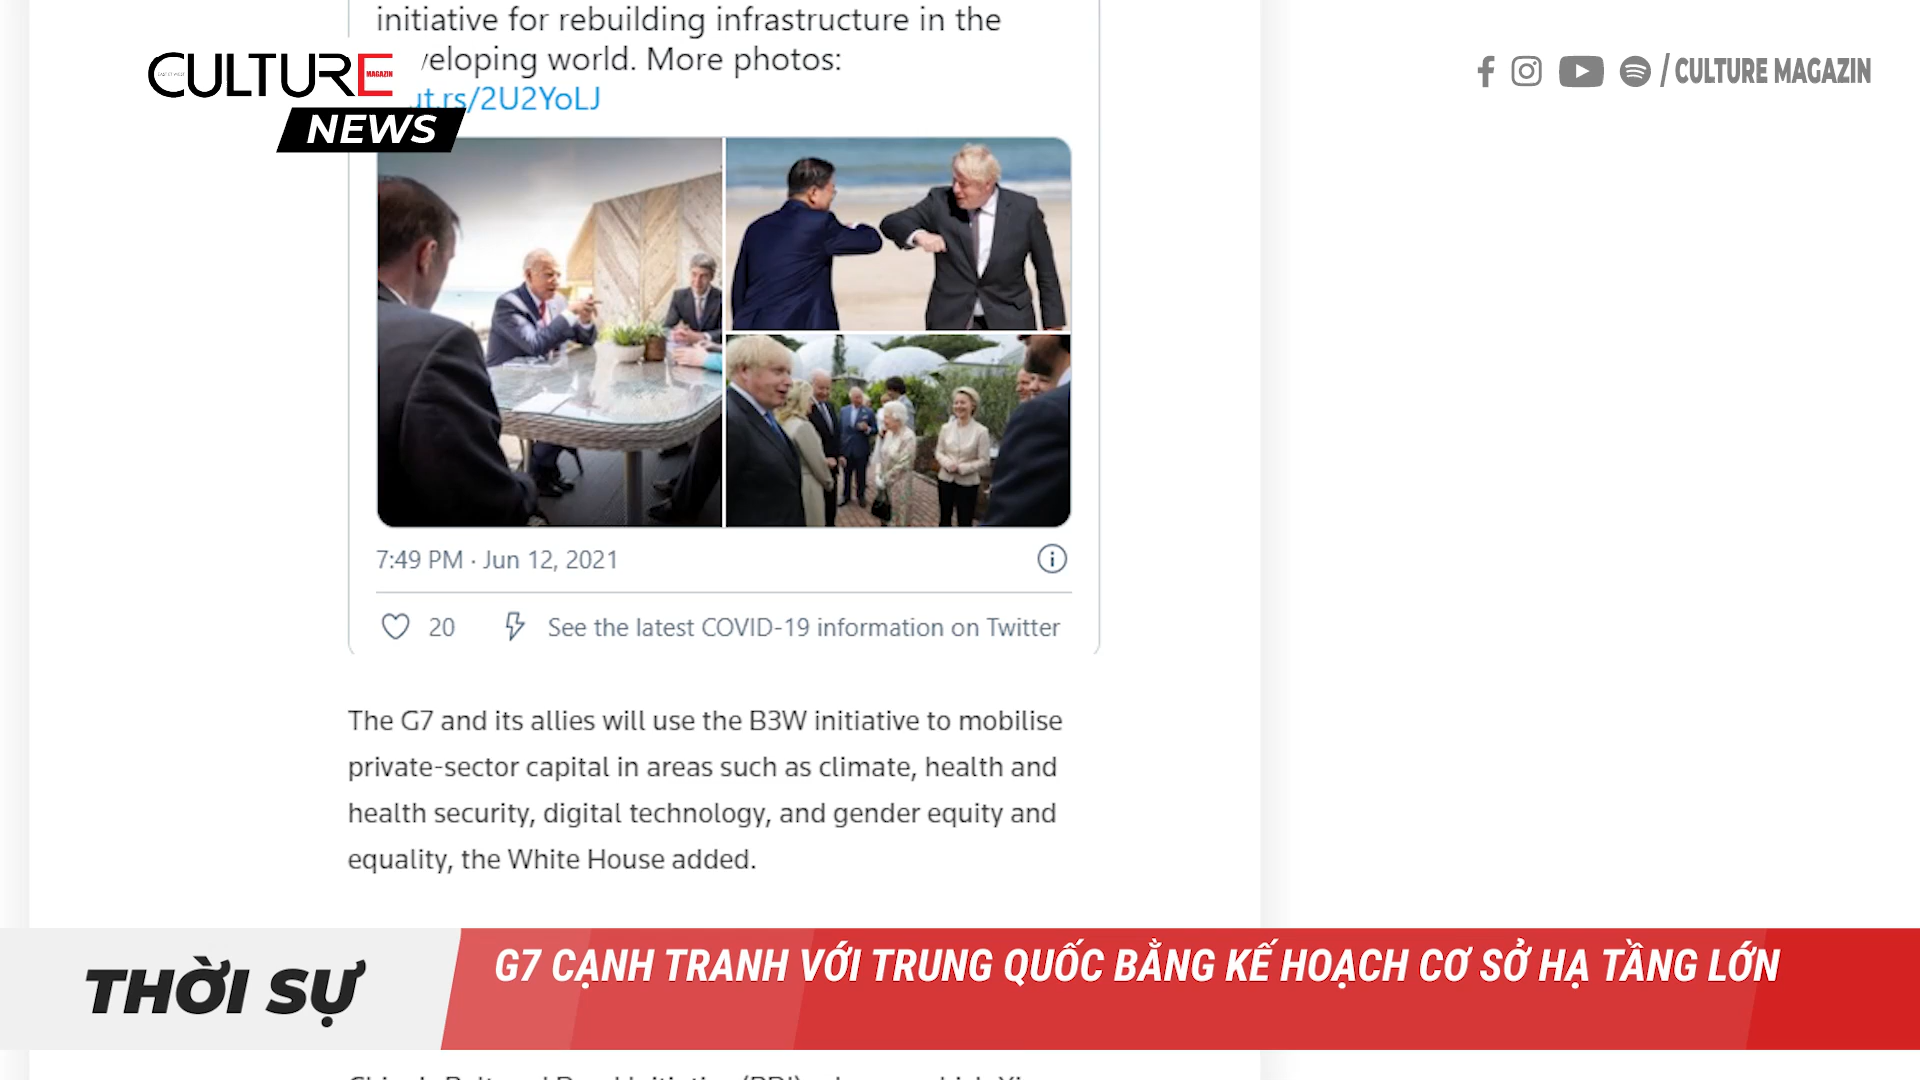 initiative for rebuilding infrastructure in the
veloping world. More photos:
ut.rs/2U2YoLJ
CULTURE
MAGAZIN
NEWS
/ CULTURE MAGAZIN
7:49 PM · Jun 12, 2021
20 See the latest COVID-19 information on Twitter
The G7 and its allies will use the B3W initiative to mobilise
private-sector capital in areas such as climate, health and
health security, digital technology, and gender equity and
equality, the White House added.
THỜI SỰ
G7 CẠNH TRANH VỚI TRUNG QUỐC BẰNG KẾ HOẠCH CƠ SỞ HẠ TẦNG LỚN